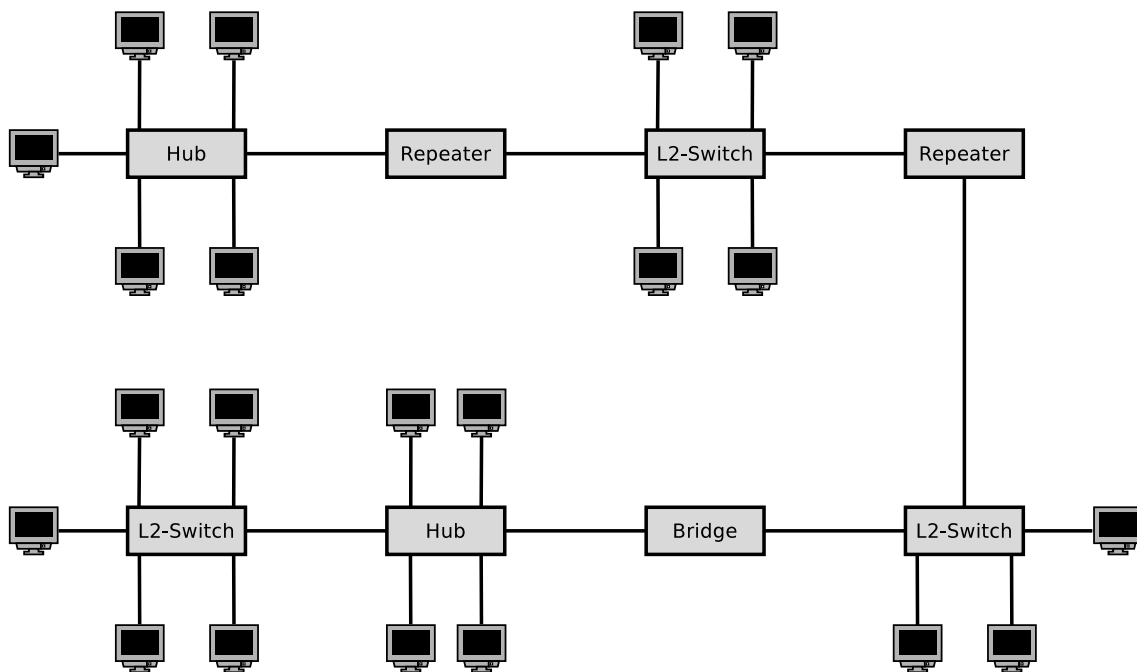 Hub
Repeater
L2-Switch
Repeater
L2-Switch
Hub
Bridge
L2-Switch